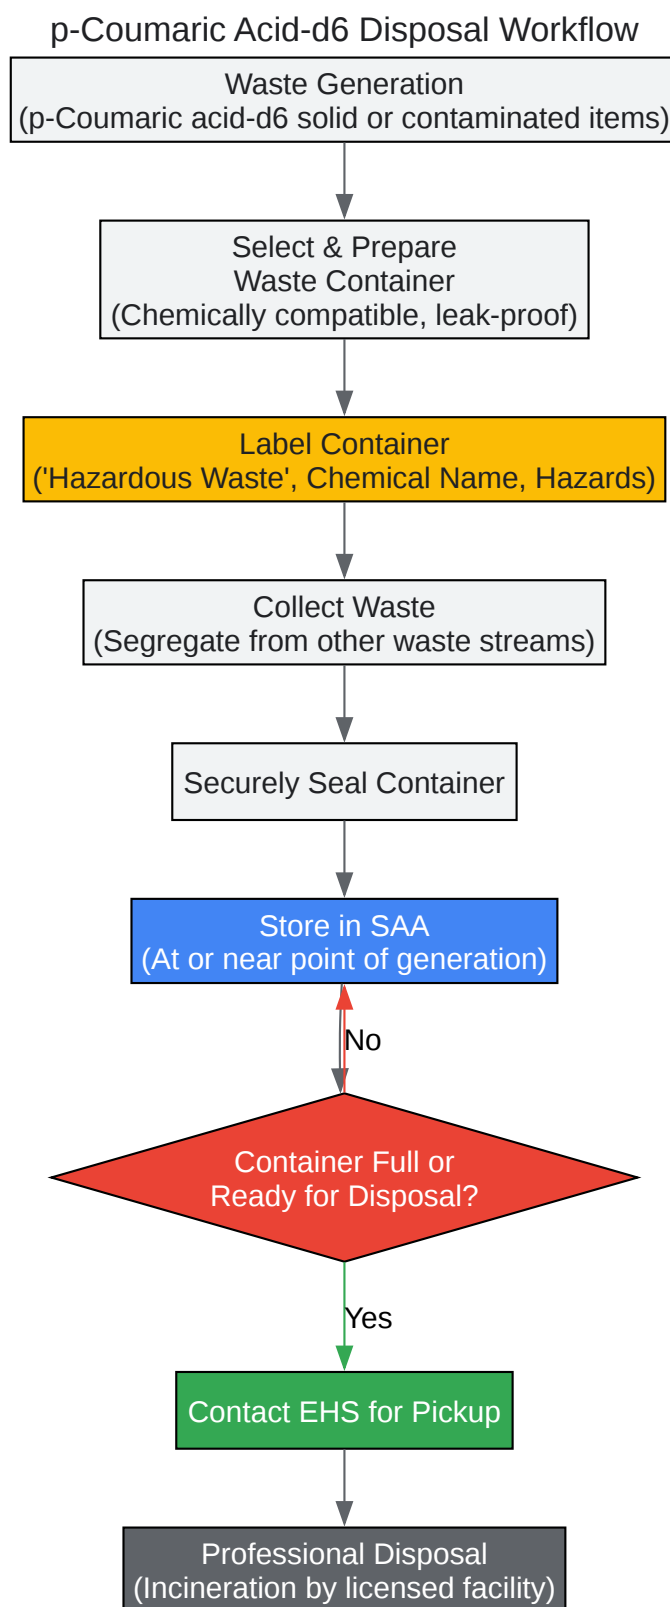 p-Coumaric Acid-d6 Disposal Workflow
Waste Generation
(p-Coumaric acid-d6 solid or contaminated items)
Select & Prepare
Waste Container
(Chemically compatible, leak-proof)
Label Container
('Hazardous Waste', Chemical Name, Hazards)
Collect Waste
(Segregate from other waste streams)
Securely Seal Container
Store in SAA
(At or near point of generation)
No
Container Full or
Ready for Disposal?
Yes
Contact EHS for Pickup
Professional Disposal
(Incineration by licensed facility)